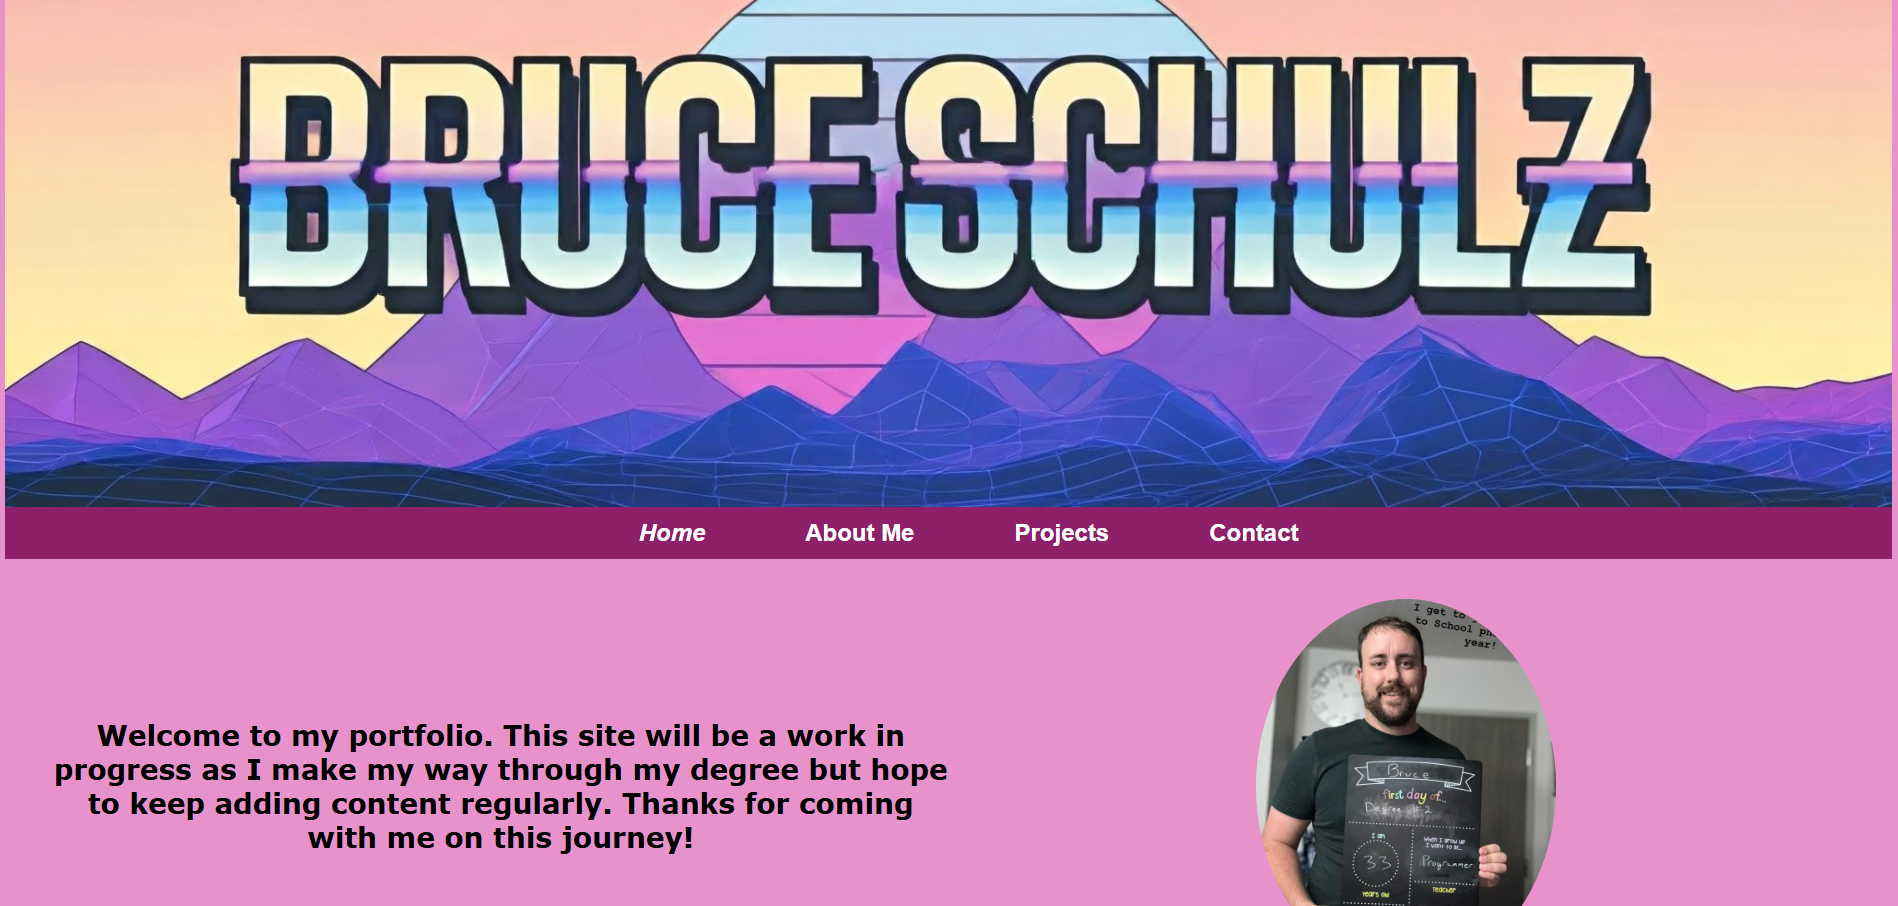 BRUCE SCHULZ
Home About Me Projects Contact
I get to
to School
year!
Welcome to my portfolio. This site will be a work in
progress as I make my way through my degree but hope
to keep adding content regularly. Thanks for coming
with me on this journey!
Bruce
first day of...
Degree #2
I am
33
Years old
When I grow up
I want to be...
Programmer
Teacher